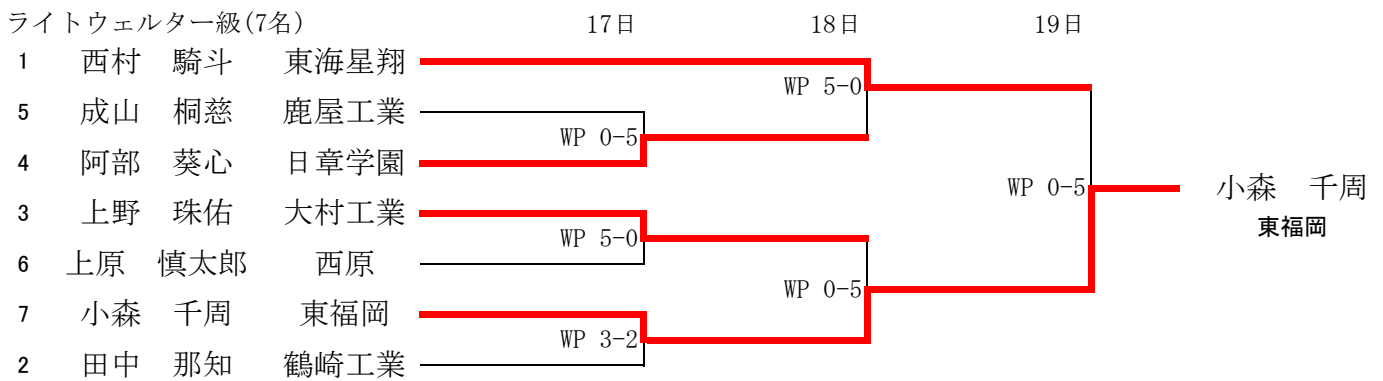 ライトウェルター級(7名) 17日 18日 19日
1 西村 騎斗 東海星翔
WP 5-0
5 成山 桐慈 鹿屋工業
WP 0-5
4 阿部 葵心 日章学園
WP 0-5 小森 千周
3 上野 珠佑 大村工業
東福岡
WP 5-0
6 上原 慎太郎 西原
WP 0-5
7 小森 千周 東福岡
WP 3-2
2 田中 那知 鶴崎工業